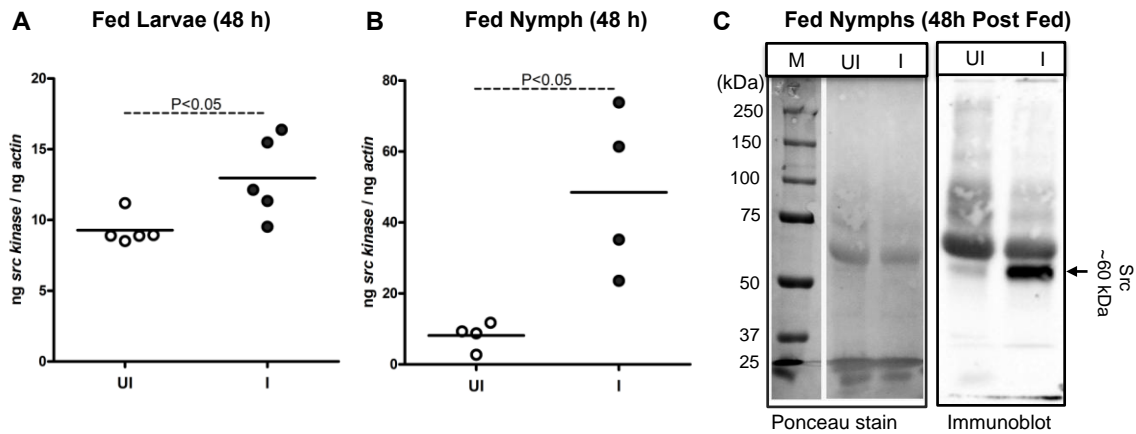 A Fed Larvae (48 h)
20
15
10
5
0
ng src kinase / ng actin
P<0.05
UI I
B Fed Nymph (48 h)
80
60
40
20
0
ng src kinase / ng actin
P<0.05
UI I
C Fed Nymphs (48h Post Fed)
M UI I
UI I
(kDa)
250
150
100
75
50
37
25
Src
~60 kDa
Ponceau stain Immunoblot